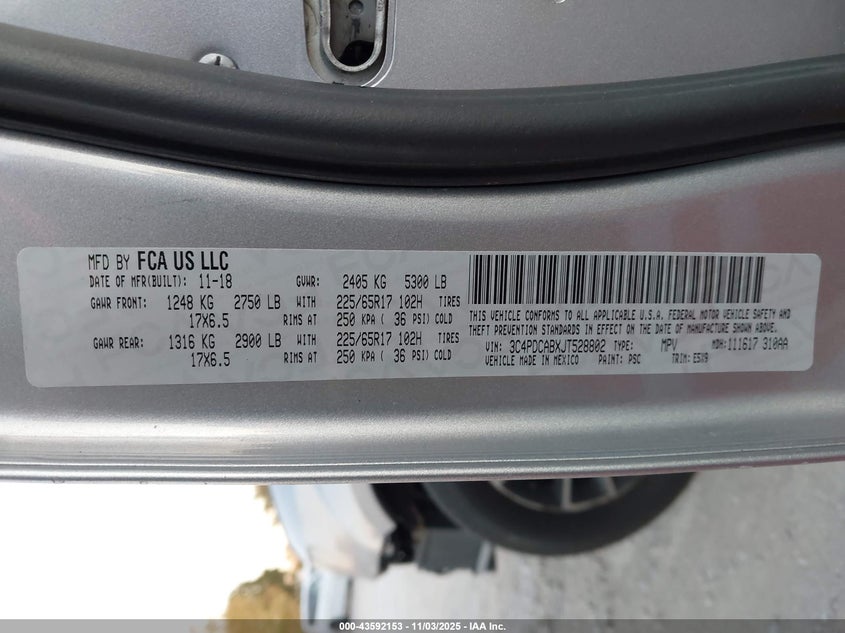 MFD BY FCA US LLC
DATE OF MFR(BUILT): 11-18 GVWR: 2405 KG 5300 LB
GAWR FRONT: 1248 KG 2750 LB WITH 225/65R17 102H TIRES
17X6.5 RIMS AT 250 KPA ( 36 PSI) COLD
GAWR REAR: 1316 KG 2900 LB WITH 225/65R17 102H TIRES
17X6.5 RIMS AT 250 KPA ( 36 PSI) COLD
THIS VEHICLE CONFORMS TO ALL APPLICABLE U.S.A. FEDERAL MOTOR VEHICLE SAFETY AND
THEFT PREVENTION STANDARDS IN EFFECT ON THE DATE OF MANUFACTURE SHOWN ABOVE.
VIN: 3C4PDCABXJT528802 TYPE: MPV MDH: 111617 310AA
VEHICLE MADE IN MEXICO PAINT: PSC TRIM: E5X9
000-43592153 — 11/03/2025 — IAA Inc.